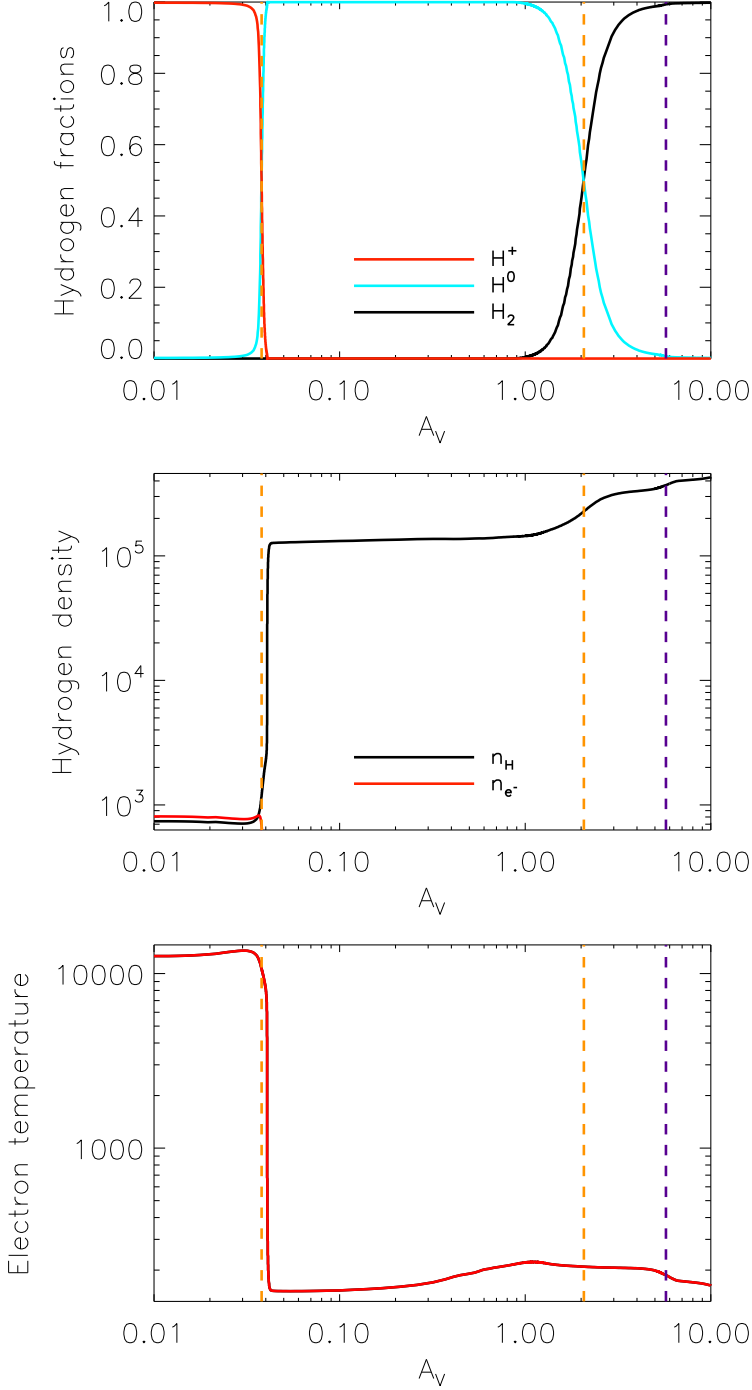 Hydrogen fractions
1.0
0.8
0.6
0.4
0.2
0.0
H⁺
H⁰
H₂
0.01 0.10 1.00 10.00
A_V
Hydrogen density
10⁵
10⁴
10³
n_H
n_e⁻
0.01 0.10 1.00 10.00
A_V
Electron temperature
10000
1000
0.01 0.10 1.00 10.00
A_V